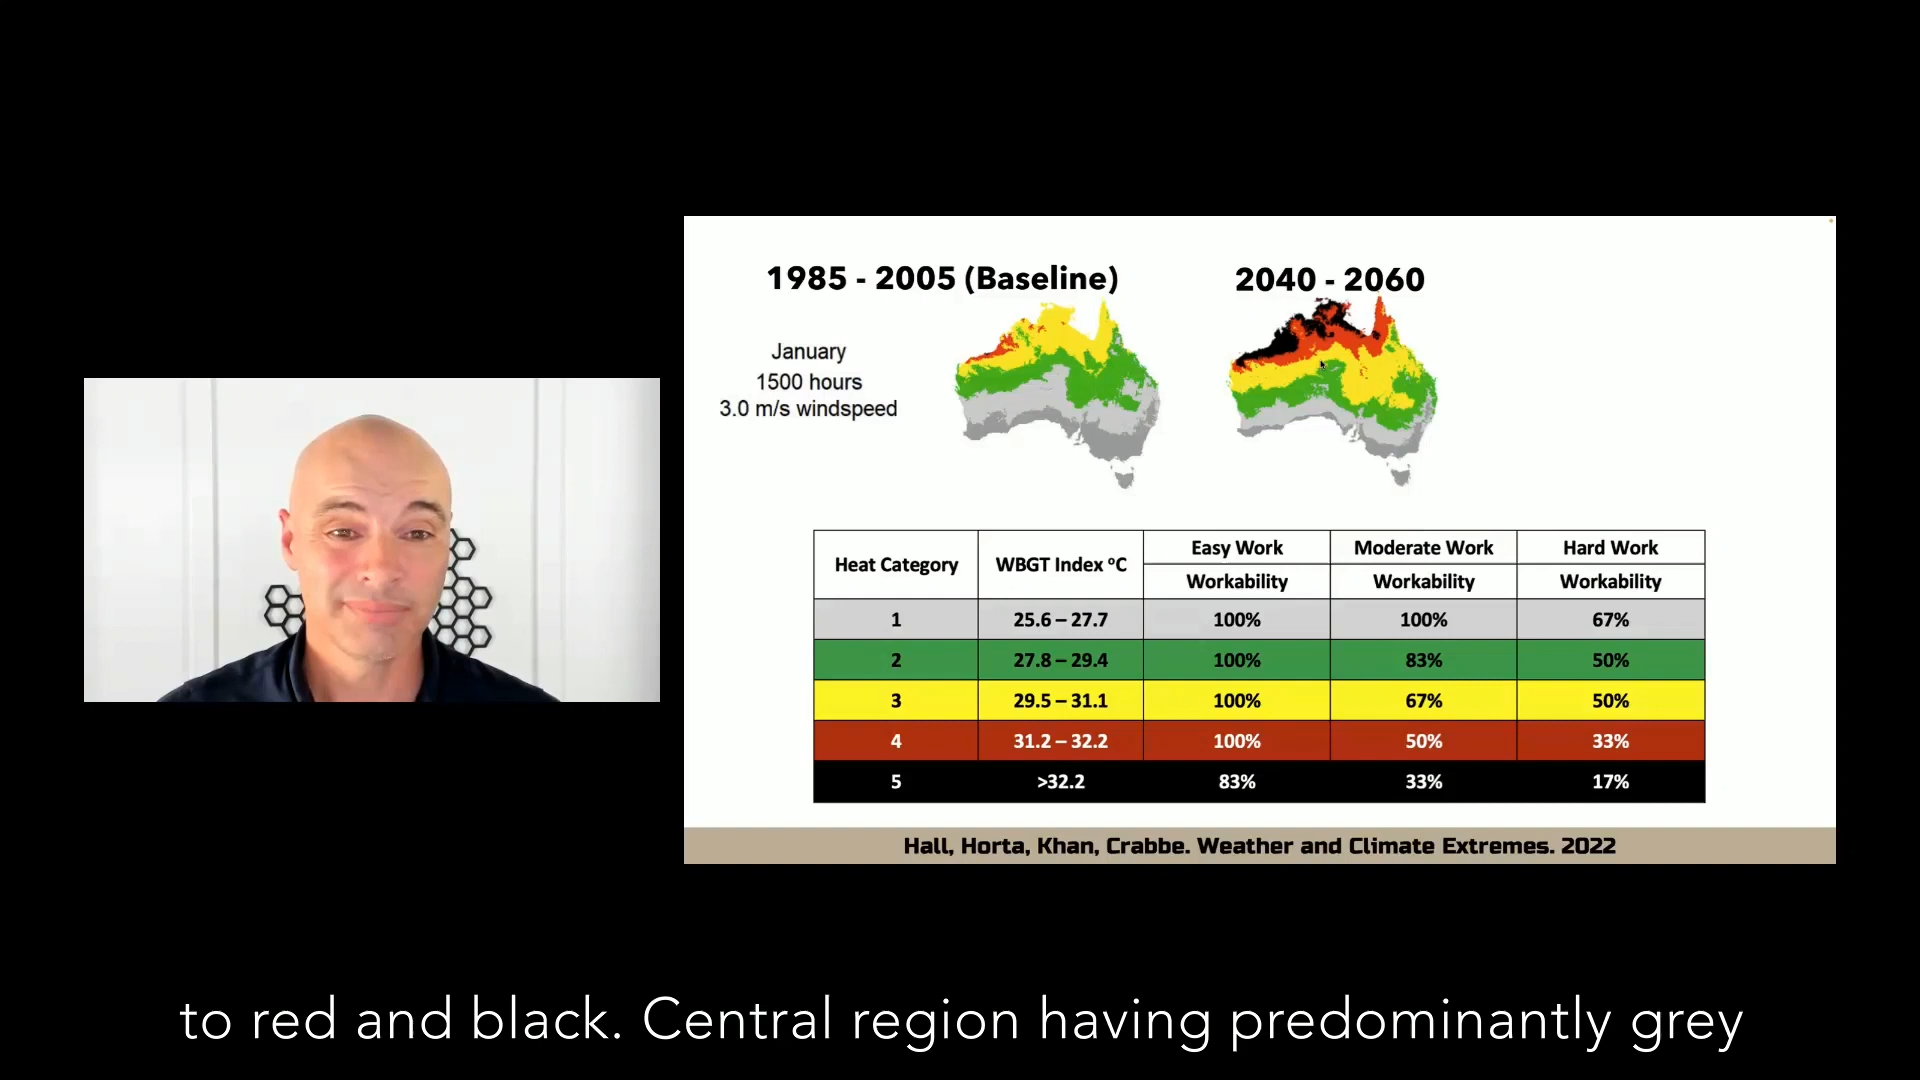 1985 - 2005 (Baseline)
2040 - 2060
January
1500 hours
3.0 m/s windspeed
Heat Category WBGT Index ºC Easy Work Moderate Work Hard Work
Workability Workability Workability
1 25.6 – 27.7 100% 100% 67%
2 27.8 – 29.4 100% 83% 50%
3 29.5 – 31.1 100% 67% 50%
4 31.2 – 32.2 100% 50% 33%
5 >32.2 83% 33% 17%
Hall, Horta, Khan, Crabbe. Weather and Climate Extremes. 2022
to red and black. Central region having predominantly grey